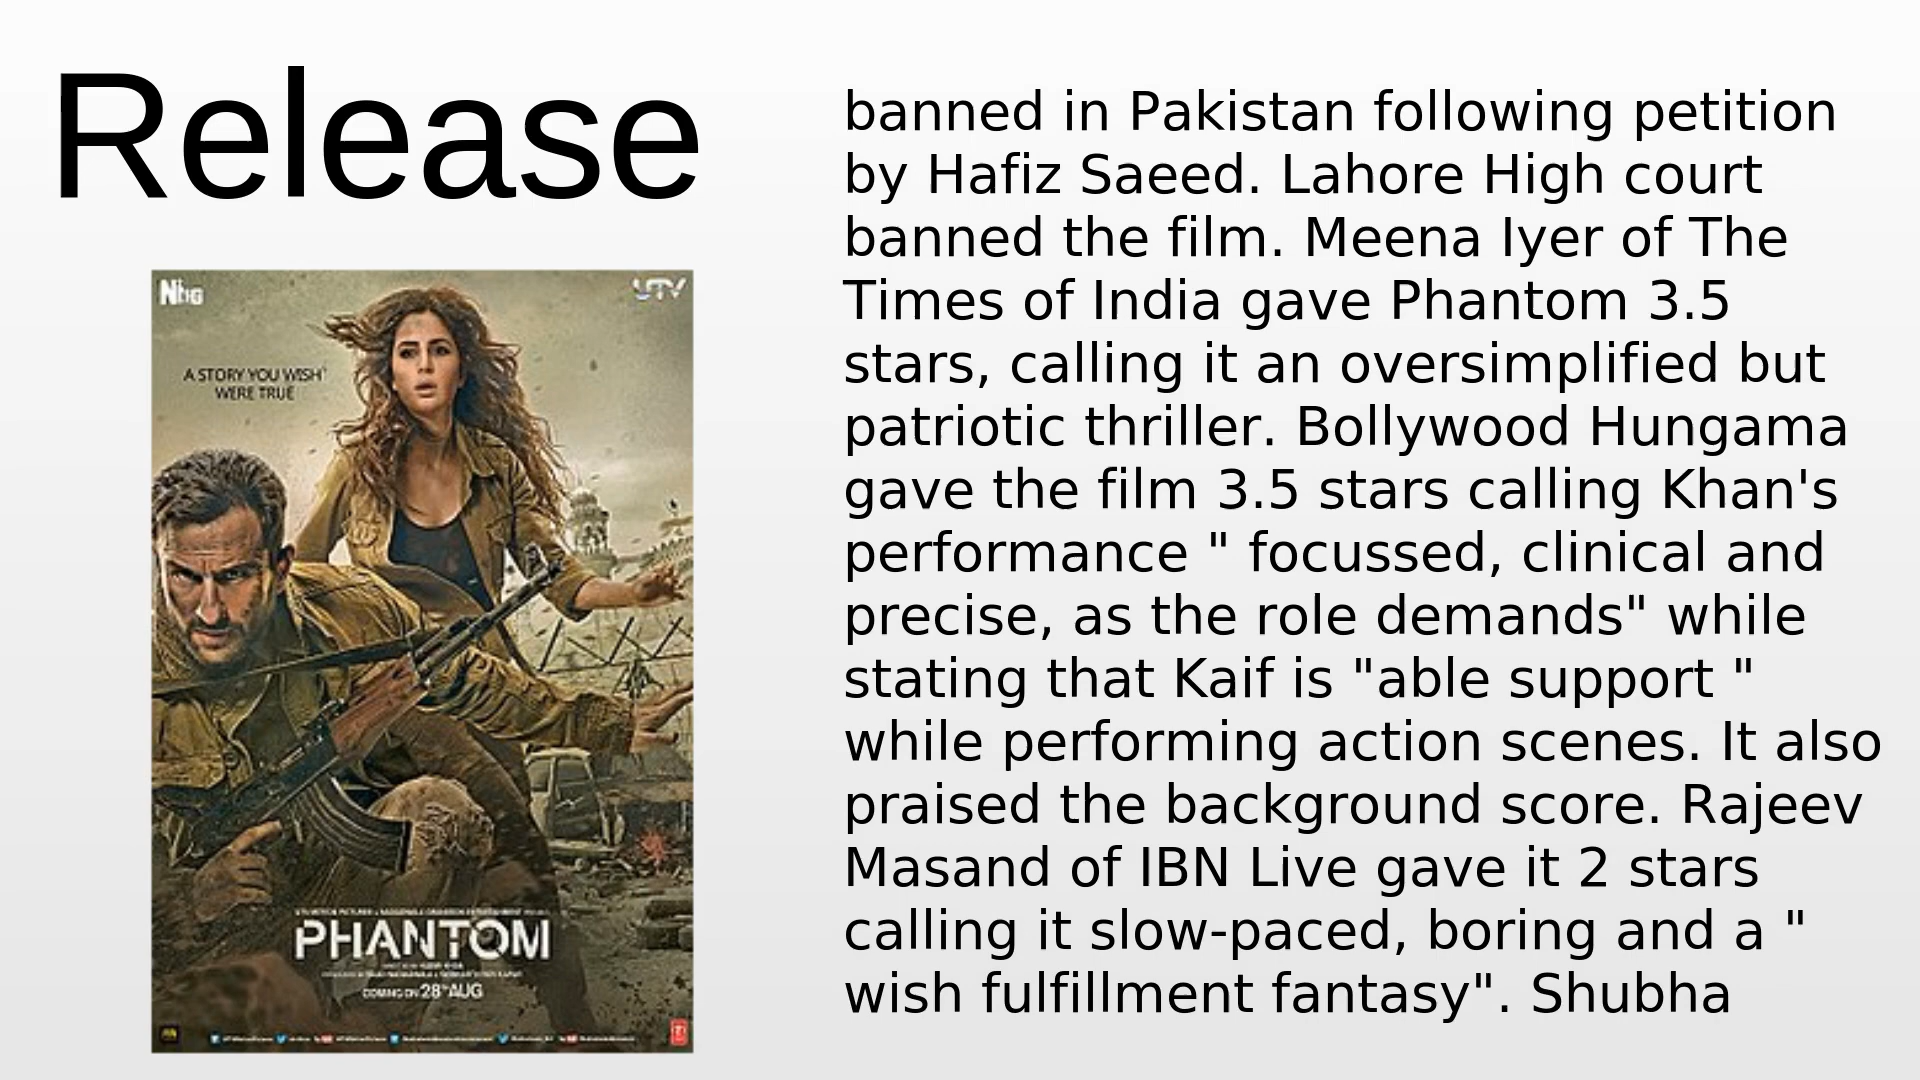 Release
banned in Pakistan following petition
by Hafiz Saeed. Lahore High court
banned the film. Meena Iyer of The
Times of India gave Phantom 3.5
stars, calling it an oversimplified but
patriotic thriller. Bollywood Hungama
gave the film 3.5 stars calling Khan's
performance " focussed, clinical and
precise, as the role demands" while
stating that Kaif is "able support "
while performing action scenes. It also
praised the background score. Rajeev
Masand of IBN Live gave it 2 stars
calling it slow-paced, boring and a "
wish fulfillment fantasy". Shubha
UTV
A STORY YOU WISH
WERE TRUE
PHANTOM
COMING ON 28TH AUG